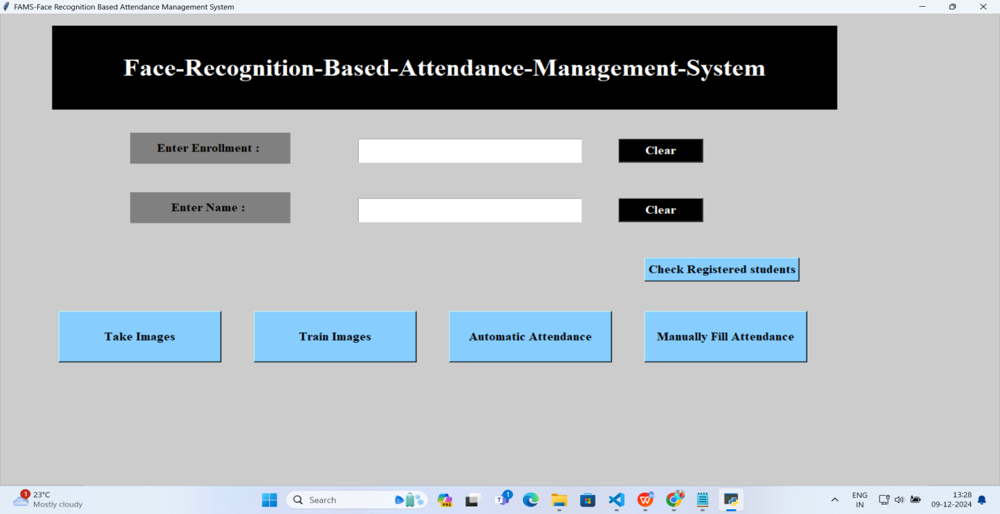 FAMS-Face Recognition Based Attendance Management System
Face-Recognition-Based-Attendance-Management-System
Enter Enrollment :
Clear
Enter Name :
Clear
Check Registered students
Take Images
Train Images
Automatic Attendance
Manually Fill Attendance
1
23°C
Mostly cloudy
Search
PRE
T
1
W
ENG
IN
13:28
09-12-2024